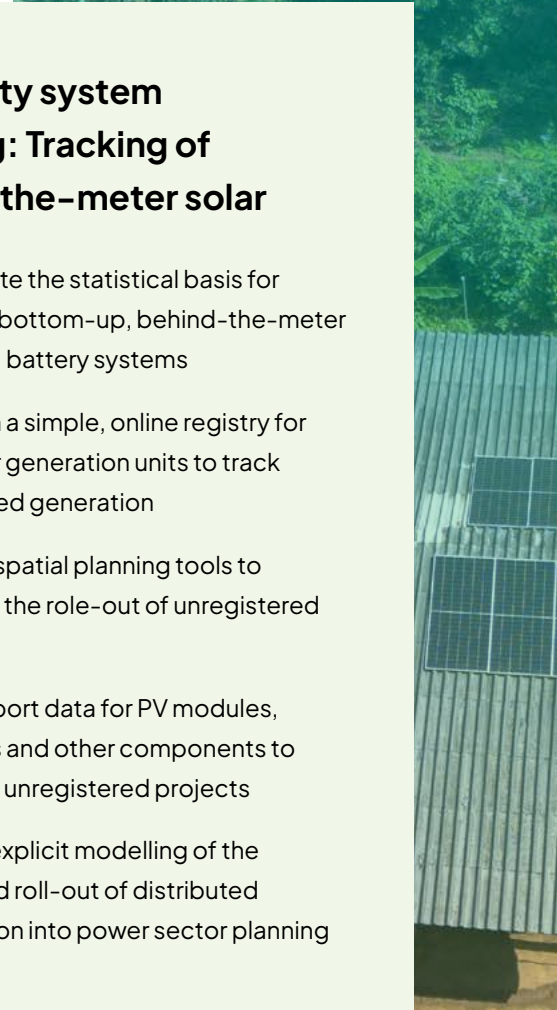 ty system
: Tracking of
the-meter solar
te the statistical basis for
bottom-up, behind-the-meter
battery systems
a simple, online registry for
generation units to track
ed generation
spatial planning tools to
the role-out of unregistered
port data for PV modules,
s and other components to
unregistered projects
explicit modelling of the
d roll-out of distributed
on into power sector planning